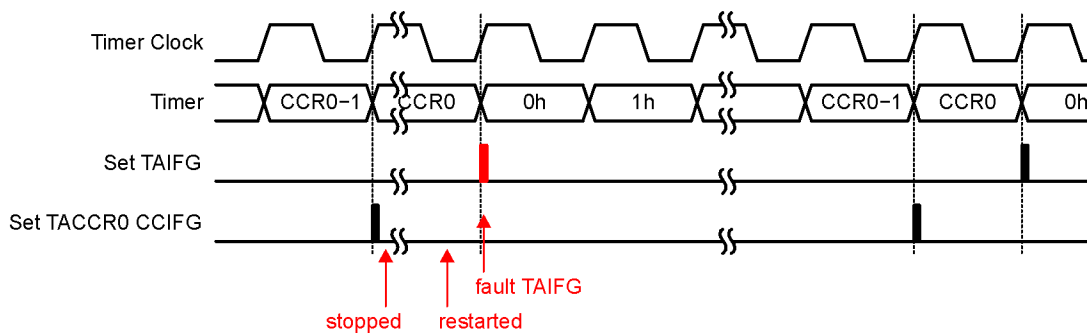 Timer Clock
Timer CCR0−1 CCR0 0h 1h CCR0−1 CCR0 0h
Set TAIFG
Set TACCR0 CCIFG
fault TAIFG
stopped restarted